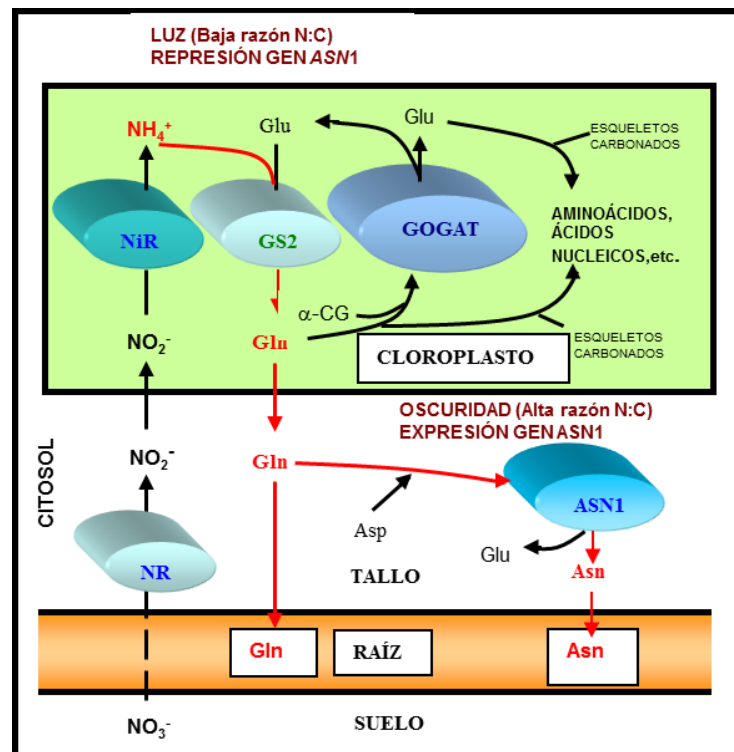 LUZ (Baja razón N:C)
REPRESIÓN GEN ASN1
NH₄⁺
Glu
Glu
ESQUELETOS
CARBONADOS
NiR
GS2
GOGAT
AMINOÁCIDOS,
ÁCIDOS
NUCLEICOS,etc.
α-CG
NO₂⁻
Gln
CLOROPLASTO
ESQUELETOS
CARBONADOS
OSCURIDAD (Alta razón N:C)
EXPRESIÓN GEN ASN1
CITOSOL
NO₂⁻
Gln
ASN1
Asp
Glu
NR
TALLO
Asn
Gln
RAÍZ
Asn
NO₃⁻
SUELO